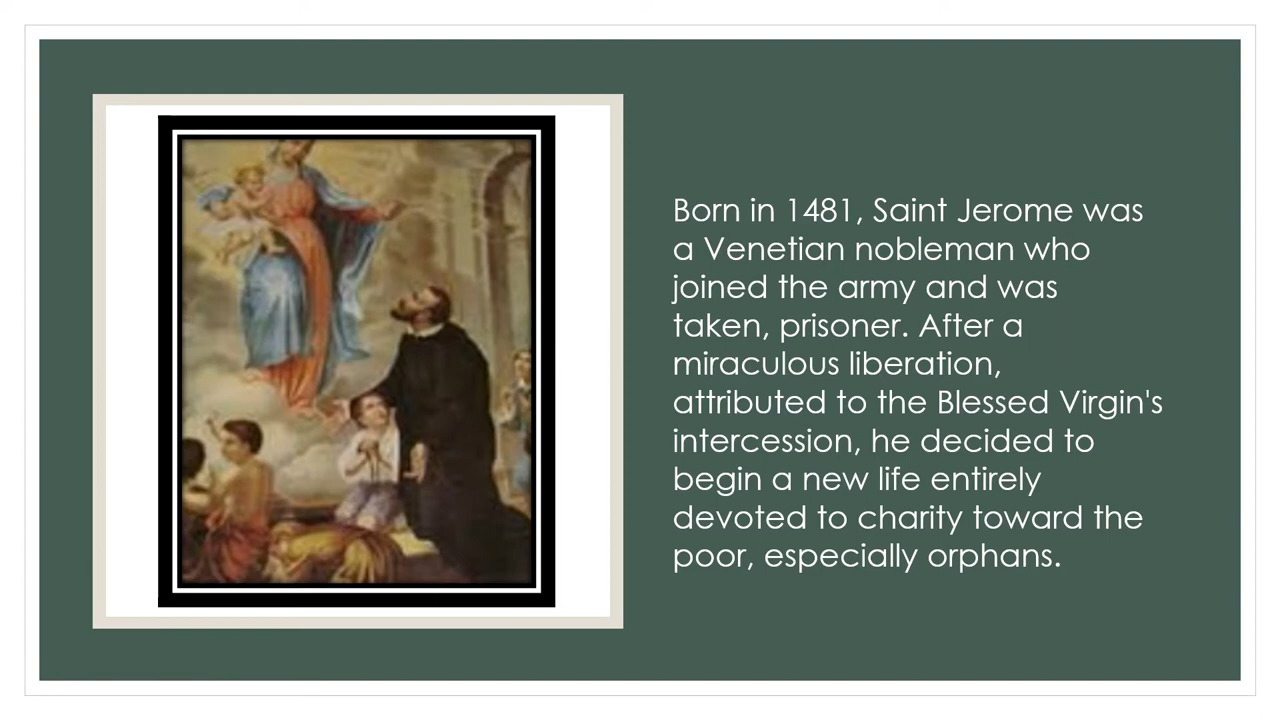 Born in 1481, Saint Jerome was
a Venetian nobleman who
joined the army and was
taken, prisoner. After a
miraculous liberation,
attributed to the Blessed Virgin's
intercession, he decided to
begin a new life entirely
devoted to charity toward the
poor, especially orphans.